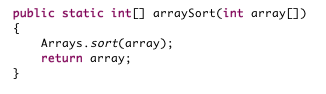 public static int[] arraySort(int array[])
{
    Arrays.sort(array);
    return array;
}